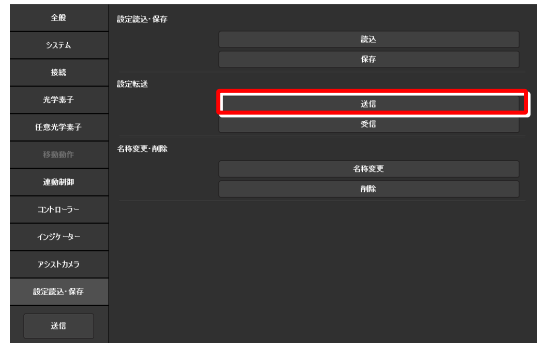 全般
システム
接続
光学素子
任意光学素子
移動動作
連動制御
コントローラー
インジケーター
アシストカメラ
設定読込・保存
送信
設定読込・保存
読込
保存
設定転送
送信
受信
名称変更・削除
名称変更
削除